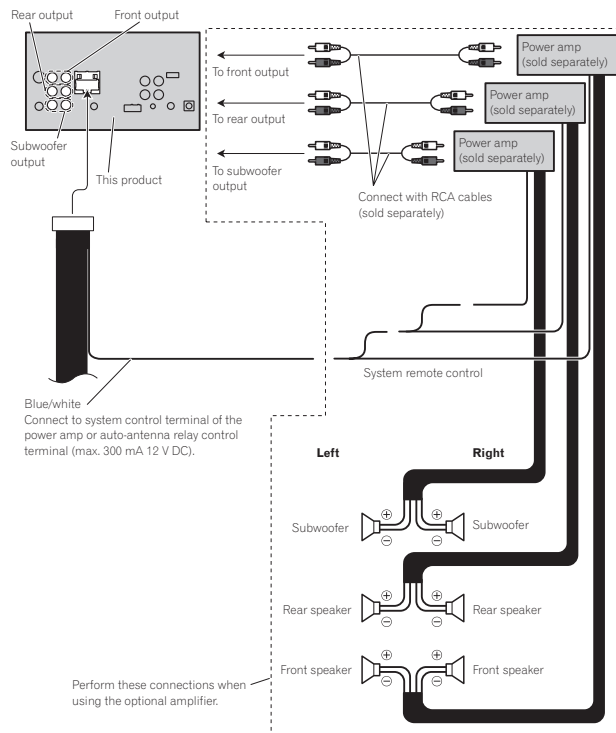 Rear output
Front output
To front output
Power amp
(sold separately)
To rear output
Power amp
(sold separately)
Subwoofer
output
This product
To subwoofer
output
Power amp
(sold separately)
Connect with RCA cables
(sold separately)
System remote control
Blue/white
Connect to system control terminal of the
power amp or auto-antenna relay control
terminal (max. 300 mA 12 V DC).
Left
Right
Subwoofer
⊕
⊖
⊕
⊖
Subwoofer
Rear speaker
⊕
⊖
⊕
⊖
Rear speaker
Front speaker
⊕
⊖
⊕
⊖
Front speaker
Perform these connections when
using the optional amplifier.